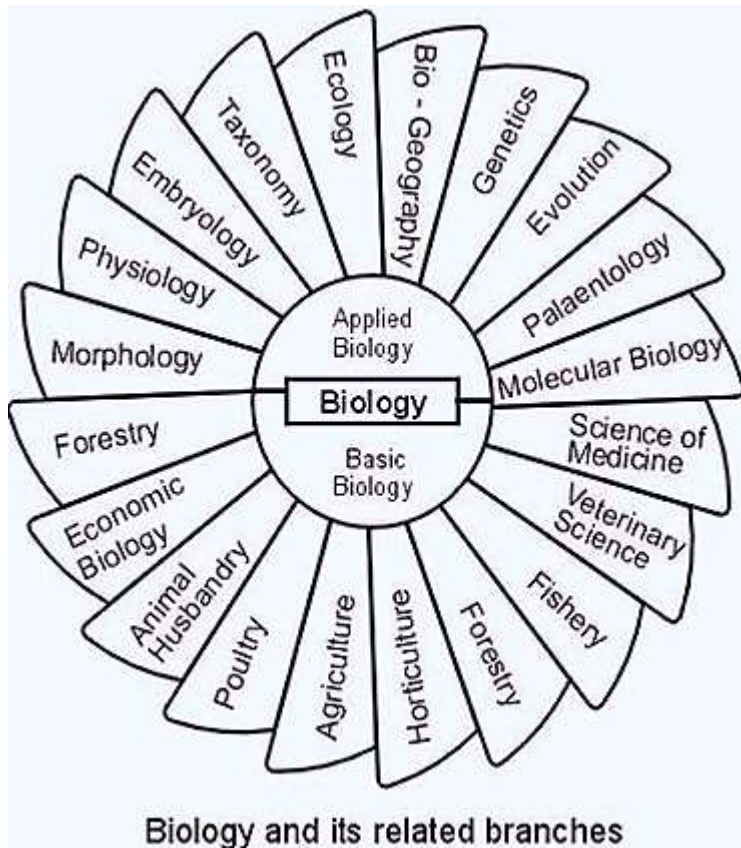 Ecology
Bio - Geography
Genetics
Evolution
Palaentology
Molecular Biology
Science of
Medicine
Veterinary
Science
Fishery
Forestry
Horticulture
Agriculture
Poultry
Animal
Husbandry
Economic
Biology
Forestry
Morphology
Physiology
Embryology
Taxonomy
Applied
Biology
Biology
Basic
Biology
Biology and its related branches